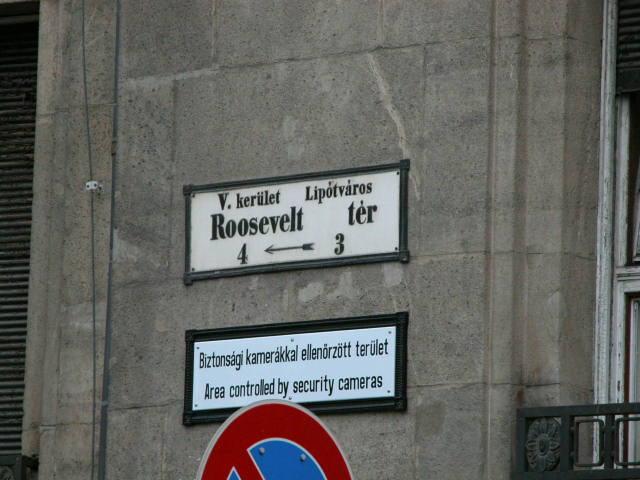 V. kerület Lipótváros
Roosevelt tér
4 ← 3
Biztonsági kamerákkal ellenőrzött terület
Area controlled by security cameras